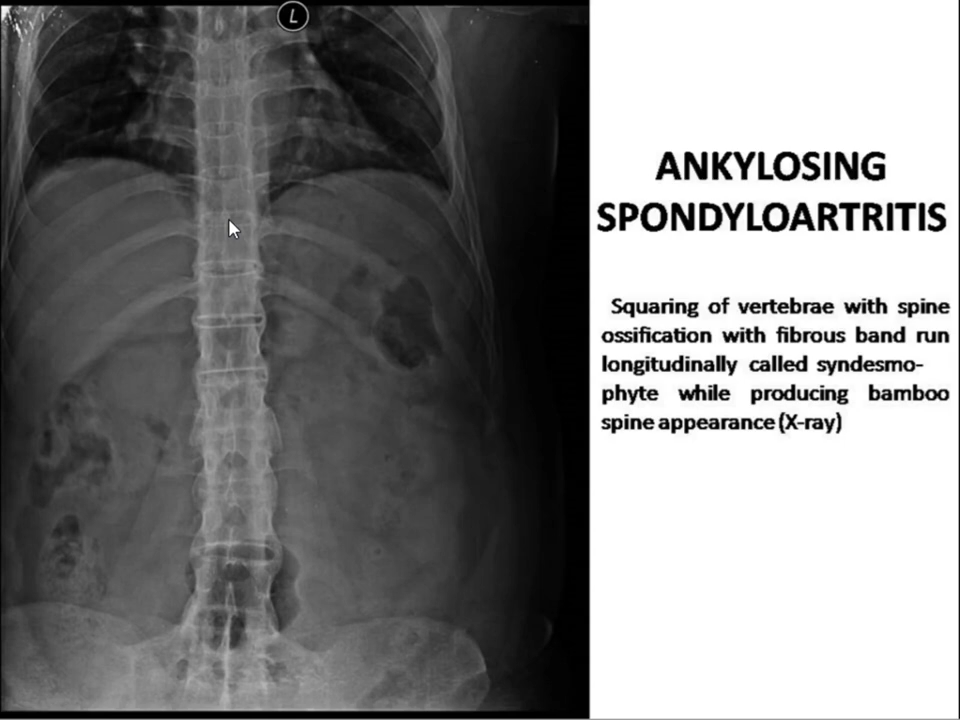 L
ANKYLOSING
SPONDYLOARTRITIS
Squaring of vertebrae with spine
ossification with fibrous band run
longitudinally called syndesmo-
phyte while producing bamboo
spine appearance (X-ray)